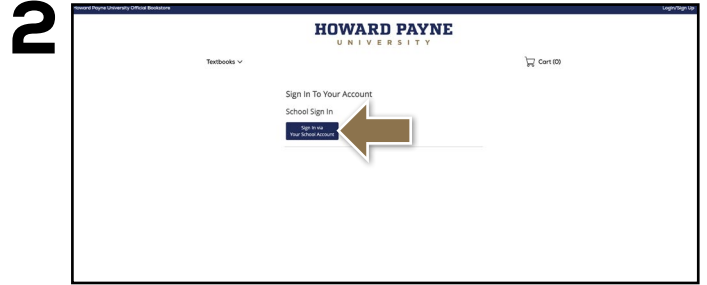 2
Howard Payne University Official Bookstore
Login/Sign Up
HOWARD PAYNE
UNIVERSITY
Textbooks
Cart (0)
Sign In To Your Account
School Sign In
Sign In via
Your School Account